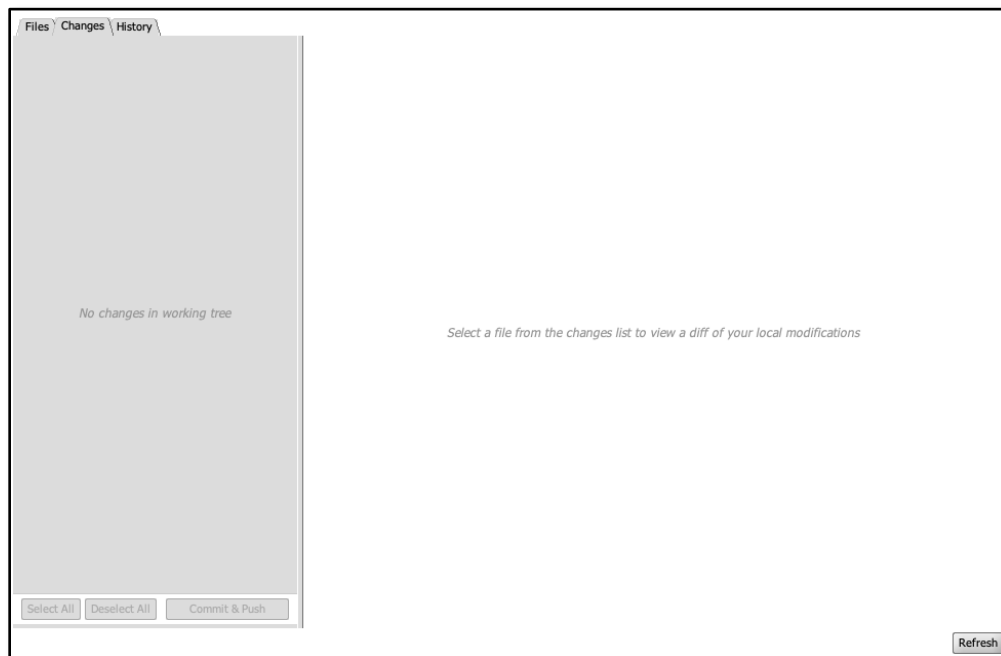 Files Changes History
No changes in working tree
Select a file from the changes list to view a diff of your local modifications
Select All Deselect All Commit & Push
Refresh